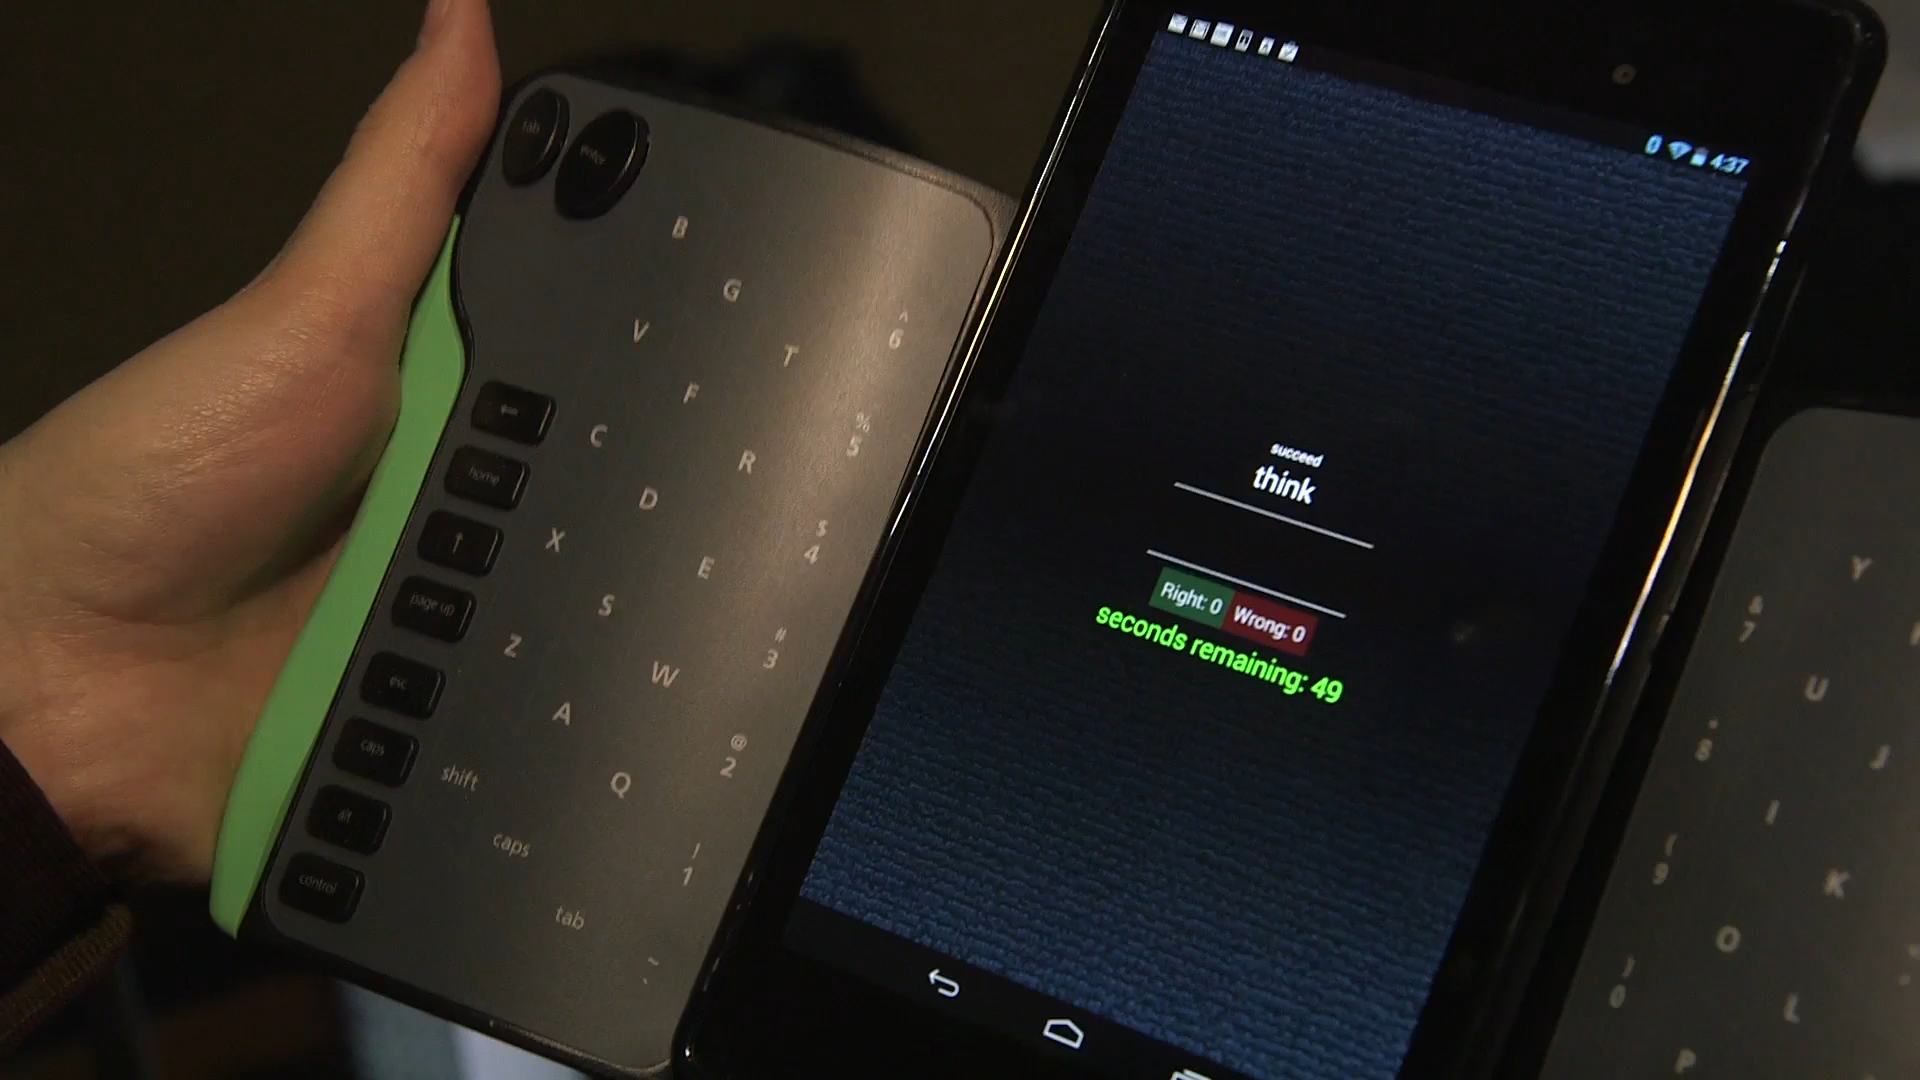 tab
enter
B
G
^
6
V
T
F
%
5
←
C
R
home
D
$
4
↑
X
E
page up
S
#
3
Z
W
esc
A
@
2
caps
shift
Q
alt
caps
!
1
control
tab
~
`
4:37
succeed
think
Right: 0 Wrong: 0
seconds remaining: 49
Y
&
7
U
*
8
J
I
(
9
K
O
)
0
L
P